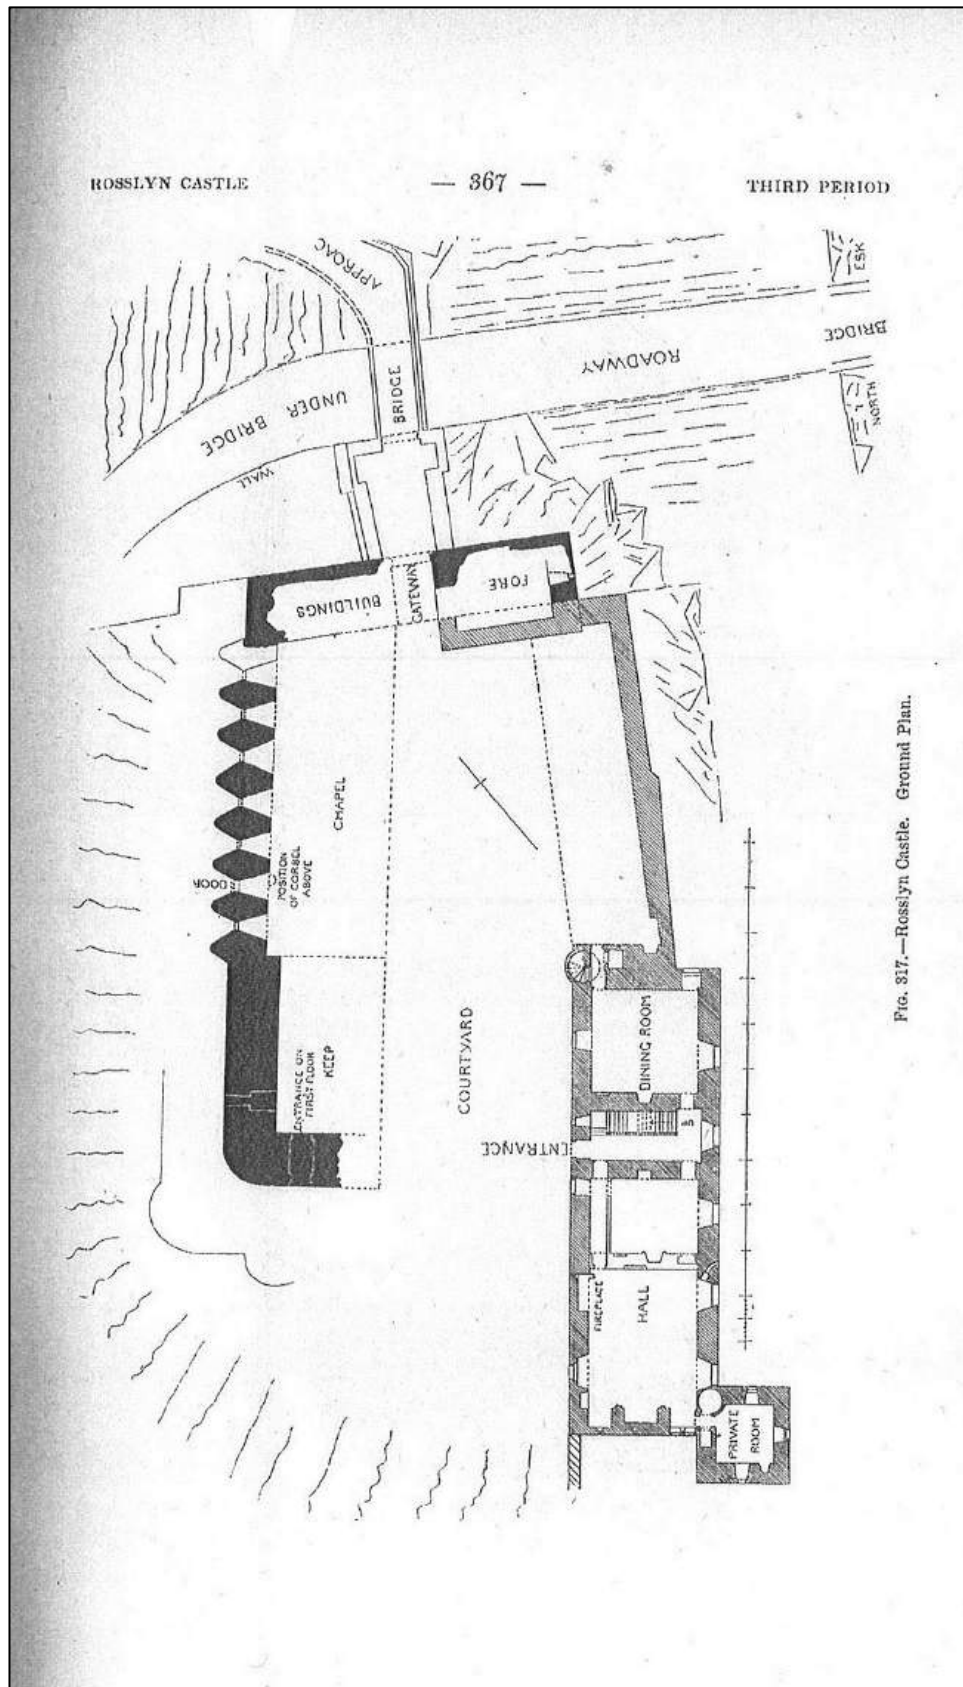 ROSSLYN CASTLE — 367 — THIRD PERIOD
APPROAC
ESK
BRIDGE
ROADWAY
BRIDGE
UNDER BRIDGE
NORTH
WALL
FORE
GATEWAY
BUILDINGS
CHAPEL
DOOR
POSITION
OF CORBEL
ABOVE
ENTRANCE ON
FIRST FLOOR
KEEP
COURTYARD
DINING ROOM
UP
ENTRANCE
FIREPLACE
HALL
PRIVATE
ROOM
FIG. 317.—Rosslyn Castle. Ground Plan.